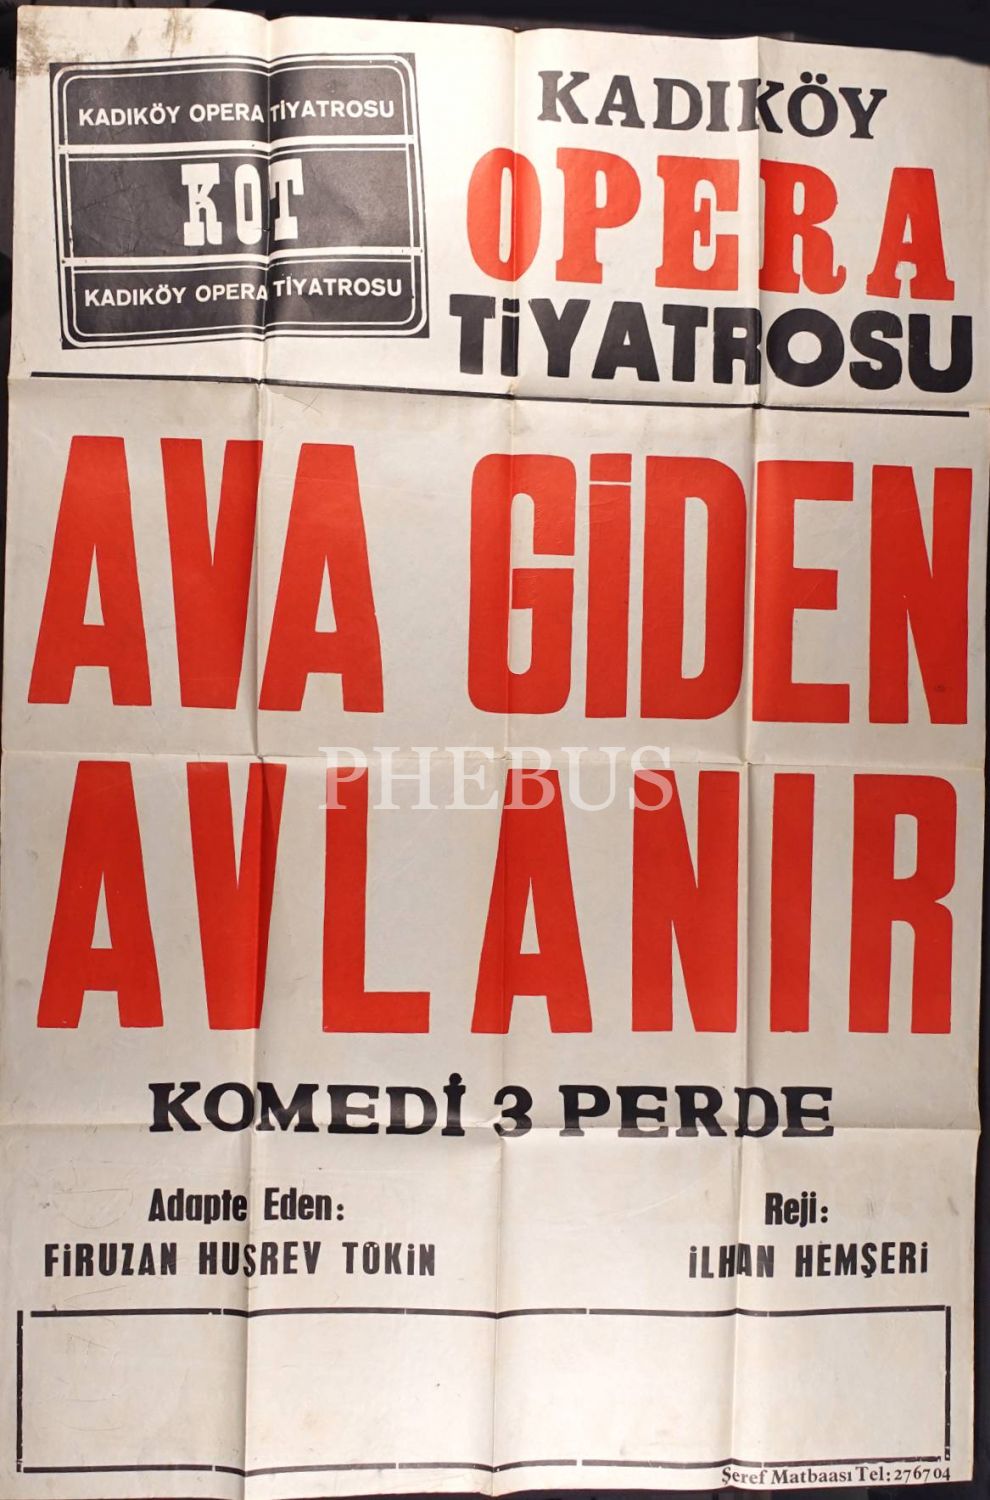 KADIKÖY OPERA TİYATROSU
KOT
KADIKÖY OPERA TİYATROSU
KADIKÖY
OPERA
TİYATROSU
AVA GİDEN
AVLANIR
PHEBUS
KOMEDİ 3 PERDE
Adapte Eden:
FİRUZAN HUSREV TÖKİN
Reji:
İLHAN HEMŞERİ
Şeref Matbaası Tel: 276704